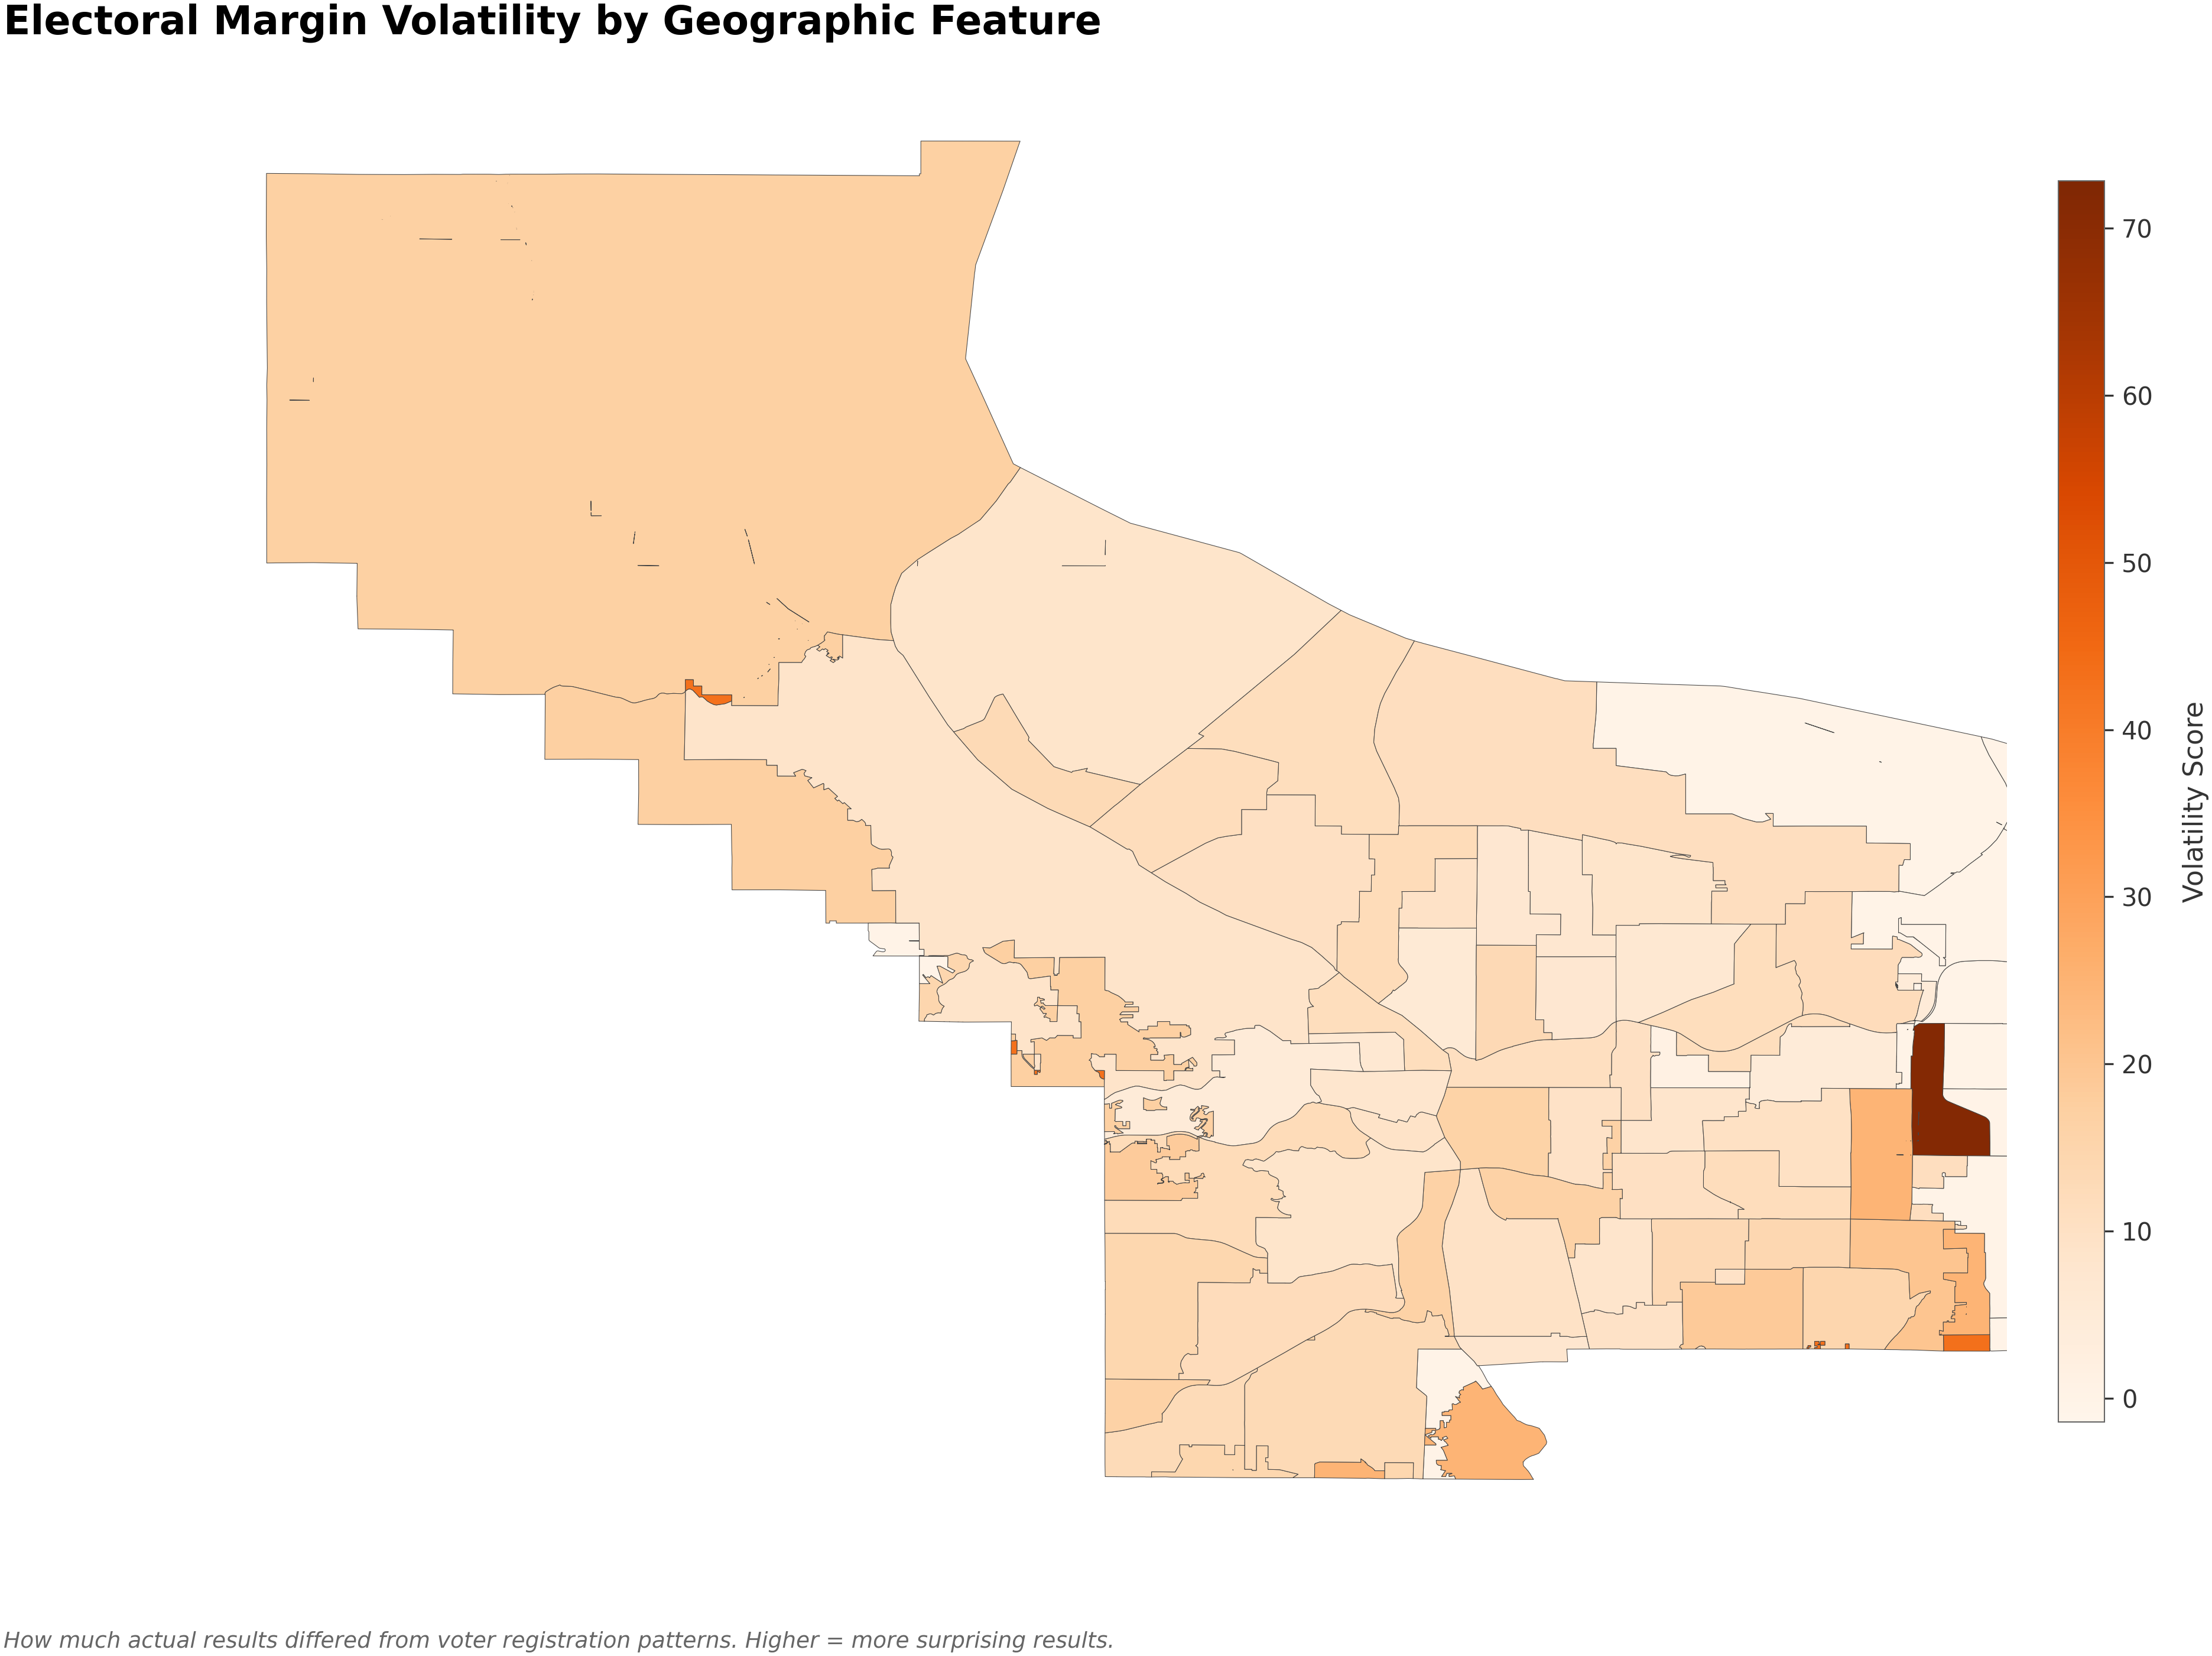 Electoral Margin Volatility by Geographic Feature
70
60
50
40
30
20
10
0
Volatility Score
How much actual results differed from voter registration patterns. Higher = more surprising results.